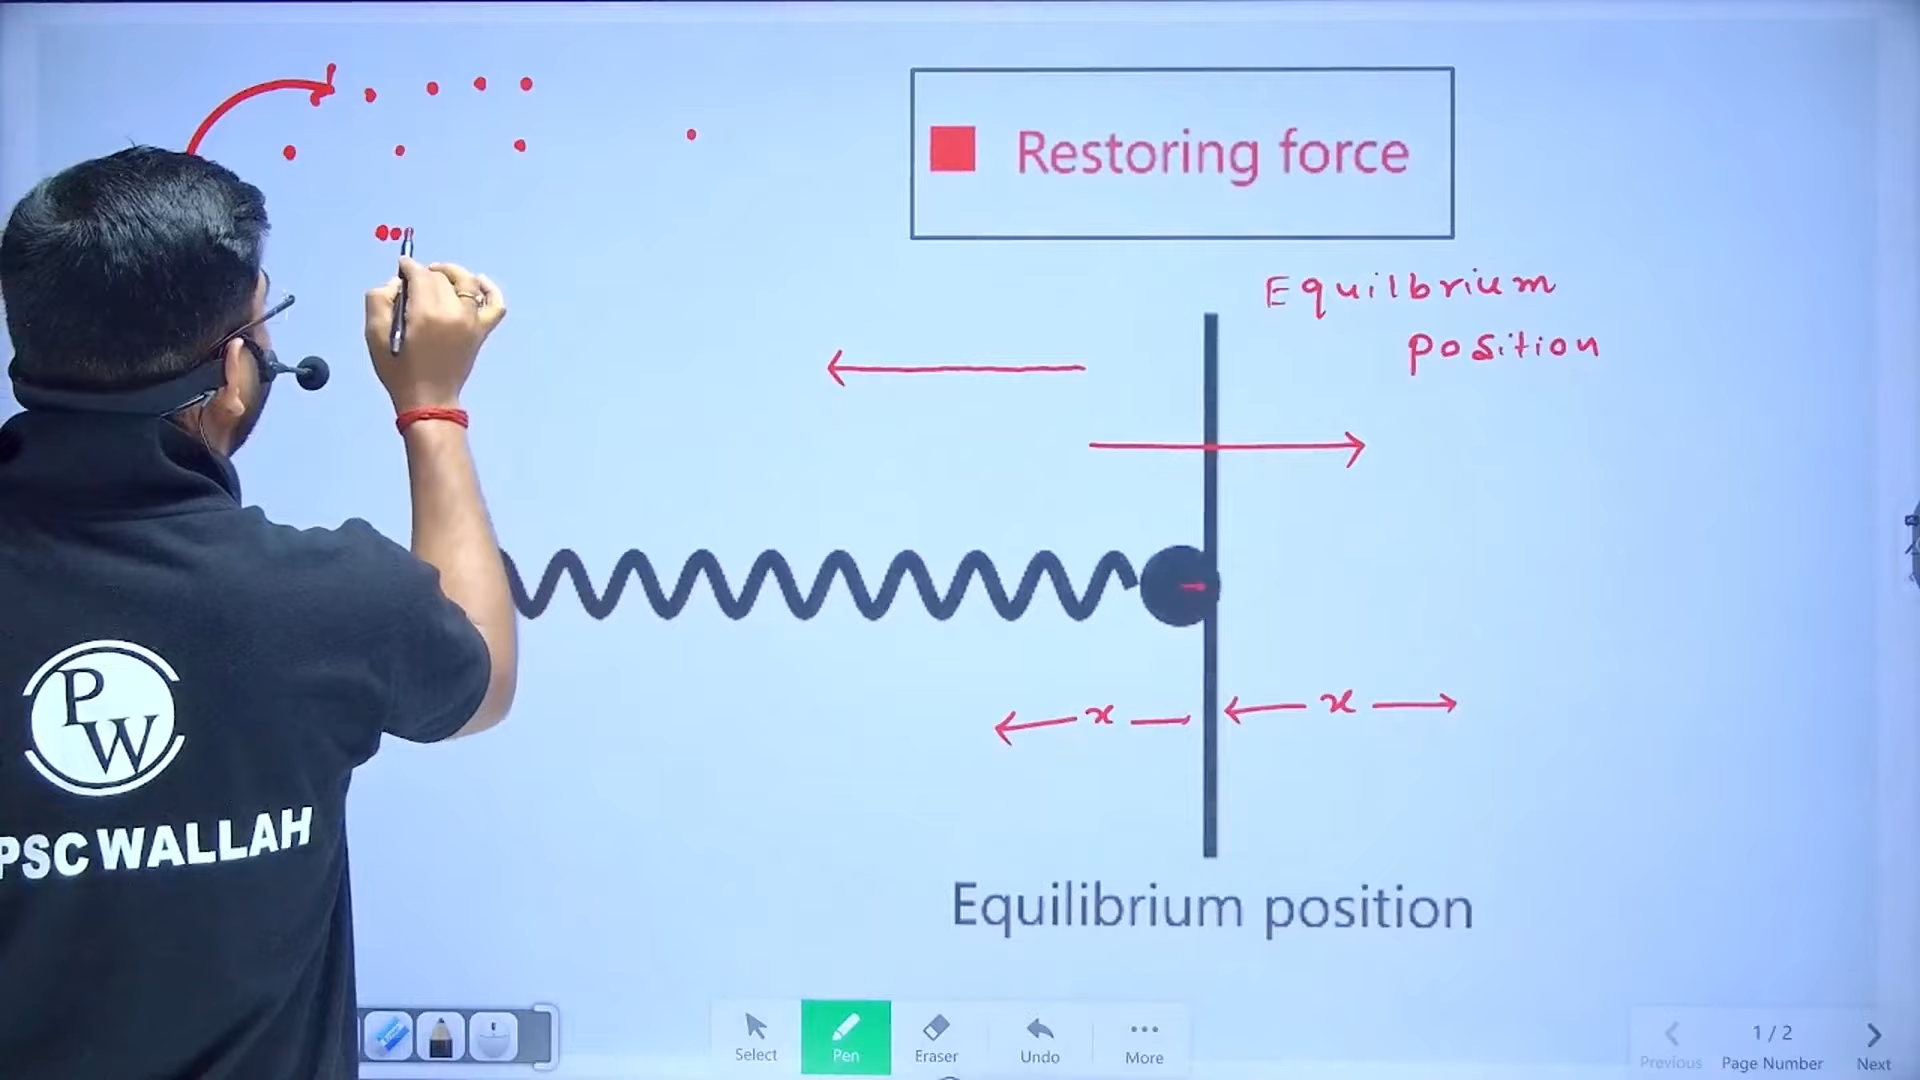 Restoring force
Equilbrium
position
x
x
Equilibrium position
PW
PSC WALLAH
Select
Pen
Eraser
Undo
More
1 / 2
Previous
Page Number
Next